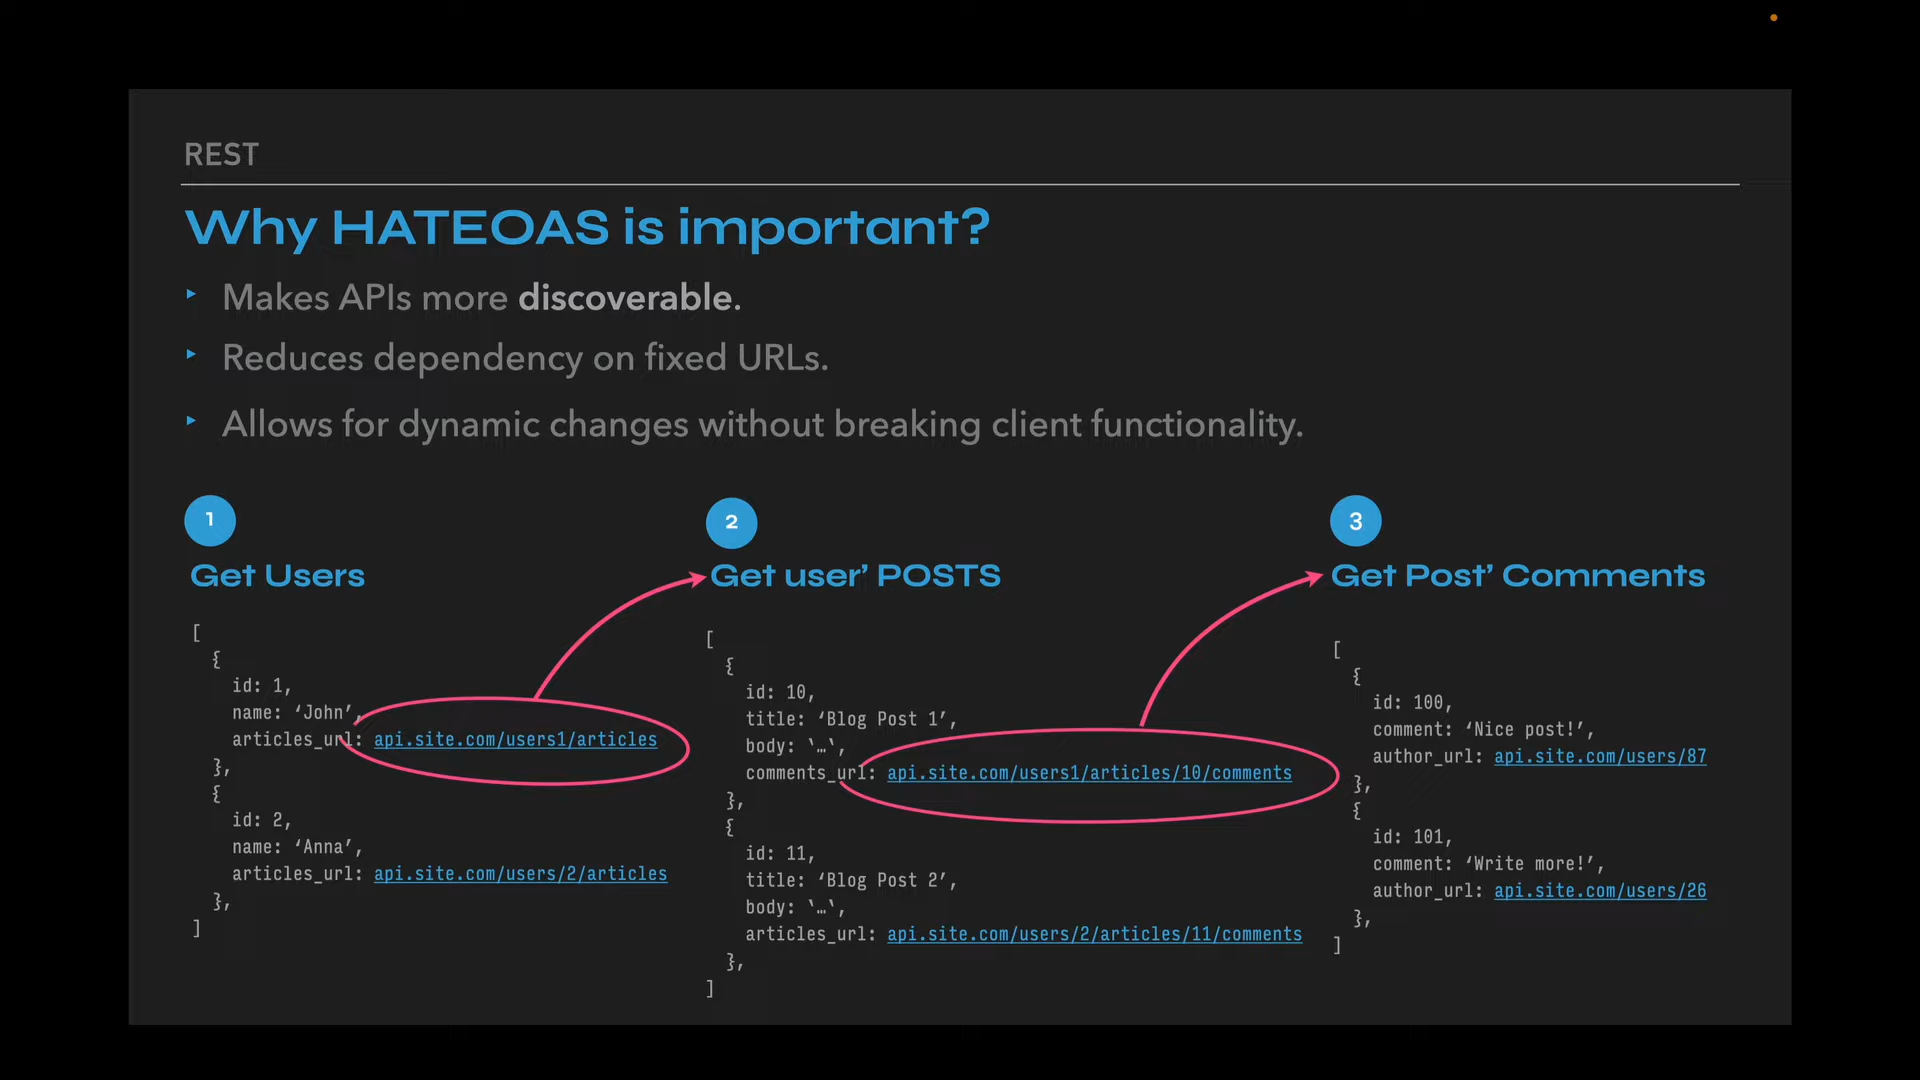 REST
Why HATEOAS is important?
‣ Makes APIs more discoverable.
‣ Reduces dependency on fixed URLs.
‣ Allows for dynamic changes without breaking client functionality.
1
Get Users
[
{
id: 1,
name: ‘John’,
articles_url: api.site.com/users1/articles
},
{
id: 2,
name: ‘Anna’,
articles_url: api.site.com/users/2/articles
},
]
2
Get user’ POSTS
[
{
id: 10,
title: ‘Blog Post 1’,
body: ‘…‘,
comments_url: api.site.com/users1/articles/10/comments
},
{
id: 11,
title: ‘Blog Post 2’,
body: ‘…‘,
articles_url: api.site.com/users/2/articles/11/comments
},
]
3
Get Post’ Comments
[
{
id: 100,
comment: ‘Nice post!’,
author_url: api.site.com/users/87
},
{
id: 101,
comment: ‘Write more!’,
author_url: api.site.com/users/26
},
]